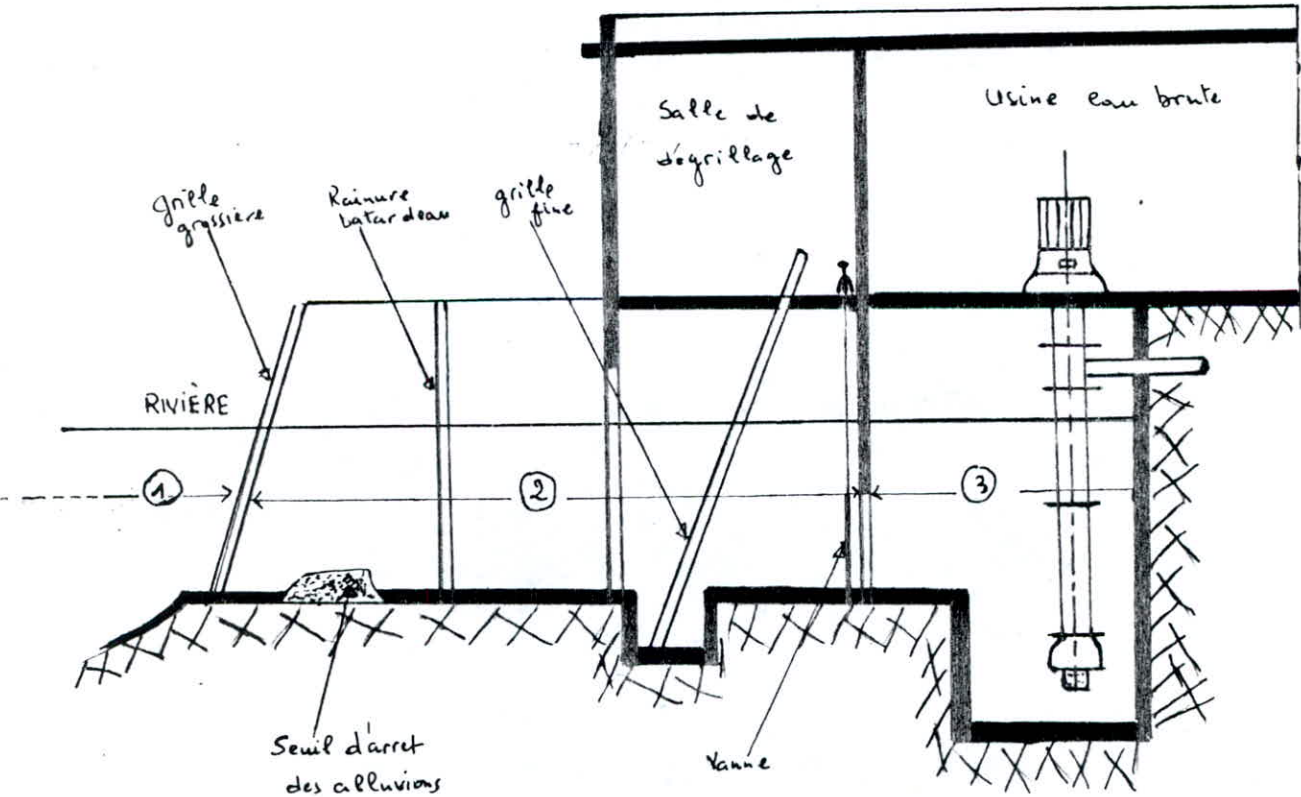 Salle de
dégrillage
Usine eau brute
Grille
grossière
Rainure
batardeau
grille
fine
RIVIÈRE
1
2
3
Seuil d'arret
des alluvions
Vanne